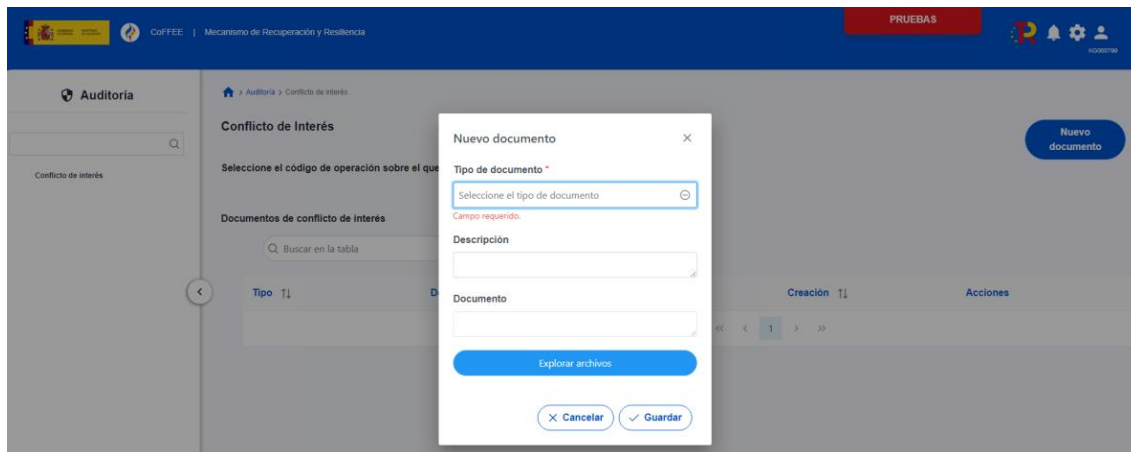 PRUEBAS
CoFFEE | Mecanismo de Recuperación y Resiliencia
Auditoría
> Auditoría > Conflicto de interés
Conflicto de Interés
Nuevo documento
Seleccione el código de operación sobre el que
Conflicto de interés
Documentos de conflicto de interés
Buscar en la tabla
Tipo
D
Creación
Acciones
<< < 1 > >>
Nuevo documento
Tipo de documento *
Seleccione el tipo de documento
Campo requerido.
Descripción
Documento
Explorar archivos
Cancelar
Guardar